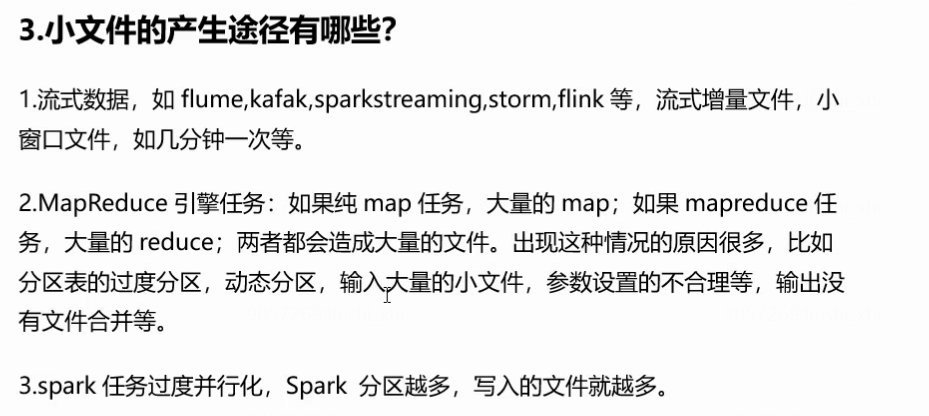 3.小文件的产生途径有哪些？
1.流式数据，如 flume,kafak,sparkstreaming,storm,flink 等，流式增量文件，小
窗口文件，如几分钟一次等。
2.MapReduce 引擎任务：如果纯 map 任务，大量的 map；如果 mapreduce 任
务，大量的 reduce；两者都会造成大量的文件。出现这种情况的原因很多，比如
分区表的过度分区，动态分区，输入大量的小文件，参数设置的不合理等，输出没
有文件合并等。
3.spark 任务过度并行化，Spark 分区越多，写入的文件就越多。